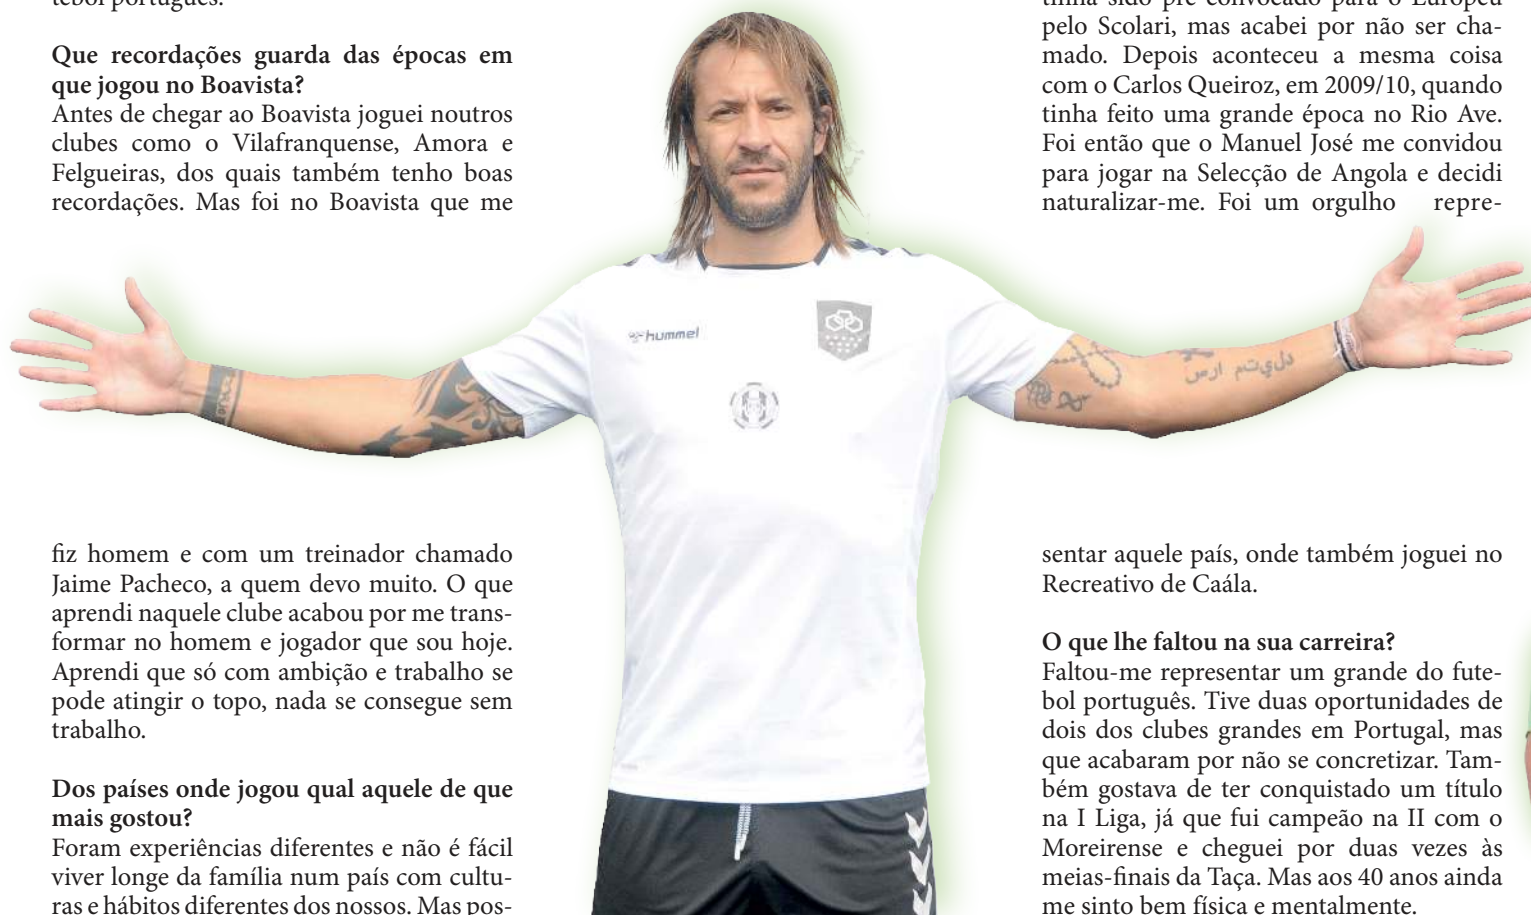 Que recordações guarda das épocas em
que jogou no Boavista?
Antes de chegar ao Boavista joguei noutros
clubes como o Vilafranquense, Amora e
Felgueiras, dos quais também tenho boas
recordações. Mas foi no Boavista que me
fiz homem e com um treinador chamado
Jaime Pacheco, a quem devo muito. O que
aprendi naquele clube acabou por me trans-
formar no homem e jogador que sou hoje.
Aprendi que só com ambição e trabalho se
pode atingir o topo, nada se consegue sem
trabalho.
Dos países onde jogou qual aquele de que
mais gostou?
Foram experiências diferentes e não é fácil
viver longe da família num país com cultu-
ras e hábitos diferentes dos nossos. Mas pos-
hummel
tinha sido pré convocado para o Europeu
pelo Scolari, mas acabei por não ser cha-
mado. Depois aconteceu a mesma coisa
com o Carlos Queiroz, em 2009/10, quando
tinha feito uma grande época no Rio Ave.
Foi então que o Manuel José me convidou
para jogar na Selecção de Angola e decidi
naturalizar-me. Foi um orgulho repre-
sentar aquele país, onde também joguei no
Recreativo de Caála.
O que lhe faltou na sua carreira?
Faltou-me representar um grande do fute-
bol português. Tive duas oportunidades de
dois dos clubes grandes em Portugal, mas
que acabaram por não se concretizar. Tam-
bém gostava de ter conquistado um título
na I Liga, já que fui campeão na II com o
Moreirense e cheguei por duas vezes às
meias-finais da Taça. Mas aos 40 anos ainda
me sinto bem física e mentalmente.